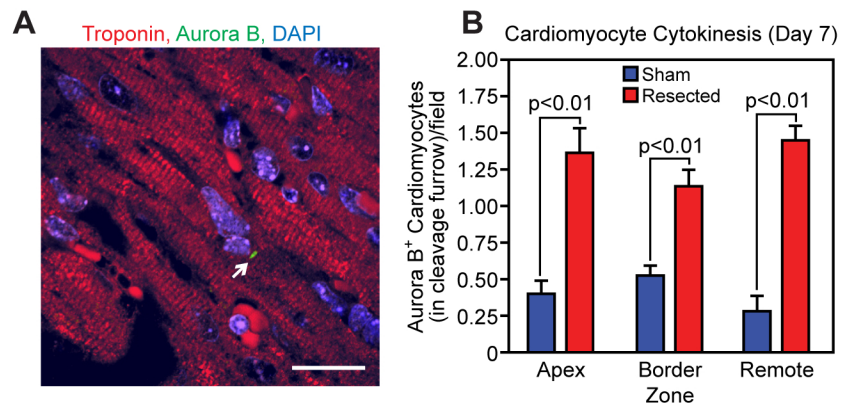 A
Troponin, Aurora B, DAPI
B
Cardiomyocyte Cytokinesis (Day 7)
Aurora B+ Cardiomyocytes
(in cleavage furrow)/field
2.00
1.75
1.50
1.25
1.00
0.75
0.50
0.25
0
Sham
Resected
p<0.01
p<0.01
p<0.01
Apex
Border
Zone
Remote